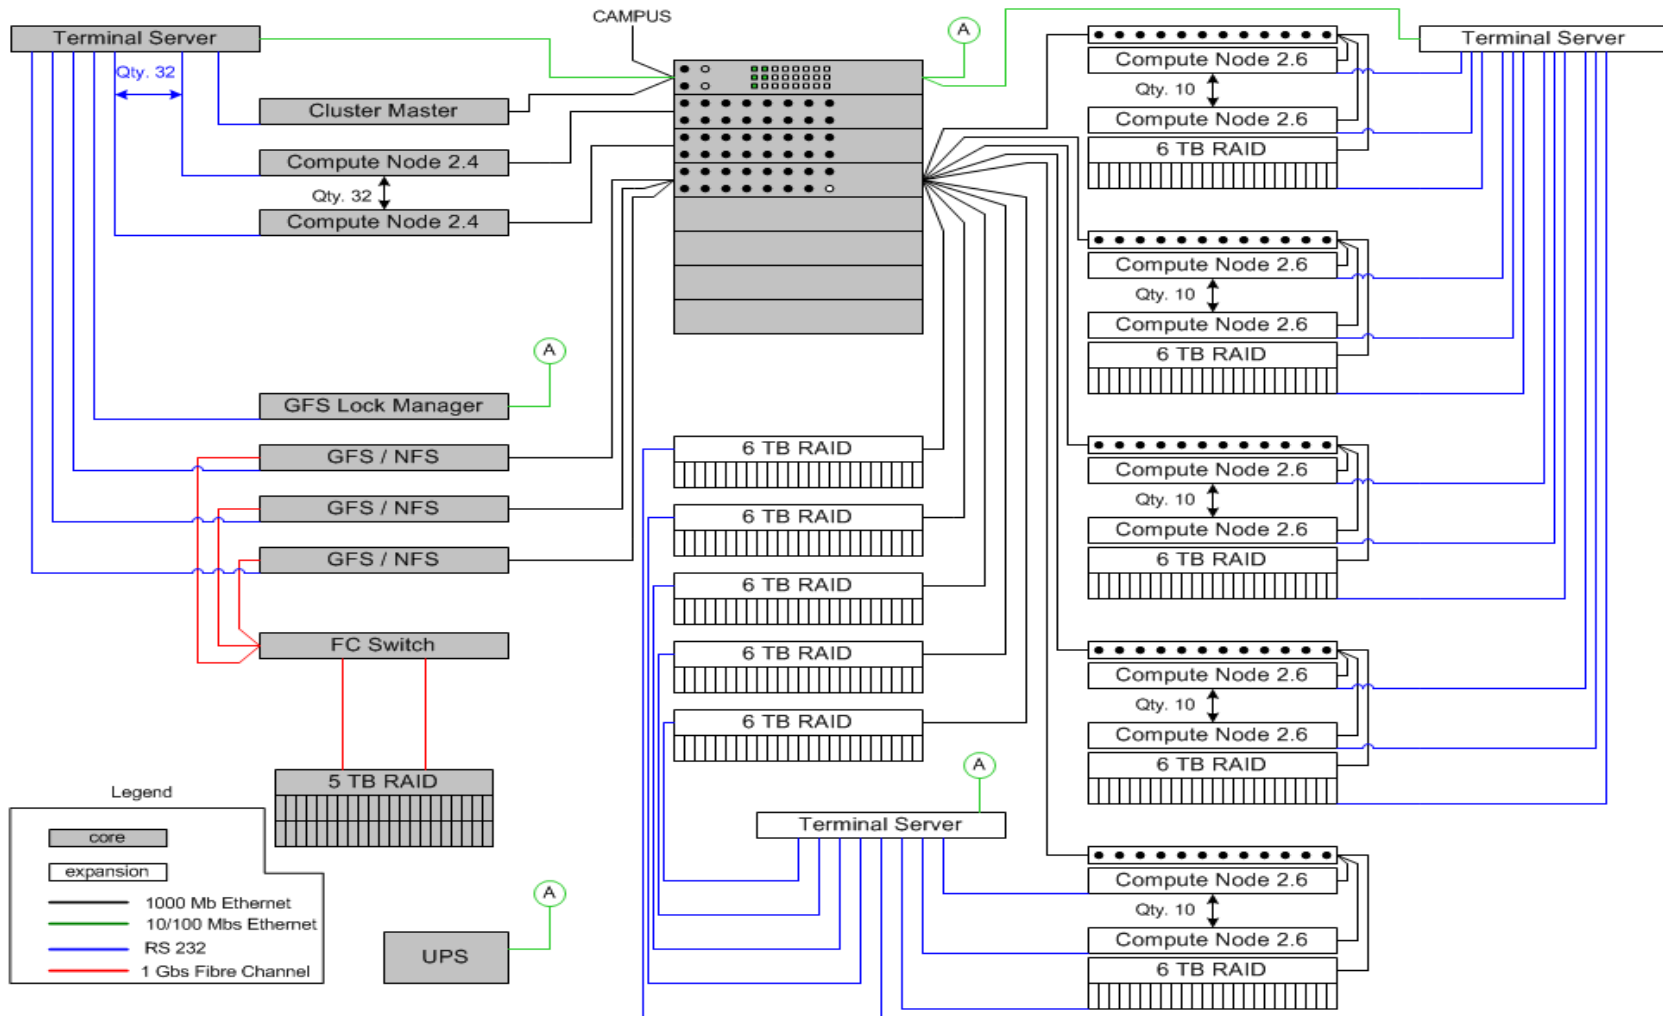 CAMPUS
Terminal Server
A
Terminal Server
Qty. 32
Cluster Master
Compute Node 2.4
Qty. 32
Compute Node 2.4
Compute Node 2.6
Qty. 10
Compute Node 2.6
6 TB RAID
Compute Node 2.6
Qty. 10
Compute Node 2.6
6 TB RAID
A
GFS Lock Manager
GFS / NFS
GFS / NFS
GFS / NFS
FC Switch
5 TB RAID
6 TB RAID
6 TB RAID
6 TB RAID
6 TB RAID
6 TB RAID
Compute Node 2.6
Qty. 10
Compute Node 2.6
6 TB RAID
Compute Node 2.6
Qty. 10
Compute Node 2.6
6 TB RAID
A
Terminal Server
Compute Node 2.6
Qty. 10
Compute Node 2.6
6 TB RAID
Legend
core
expansion
1000 Mb Ethernet
10/100 Mbs Ethernet
RS 232
1 Gbs Fibre Channel
A
UPS